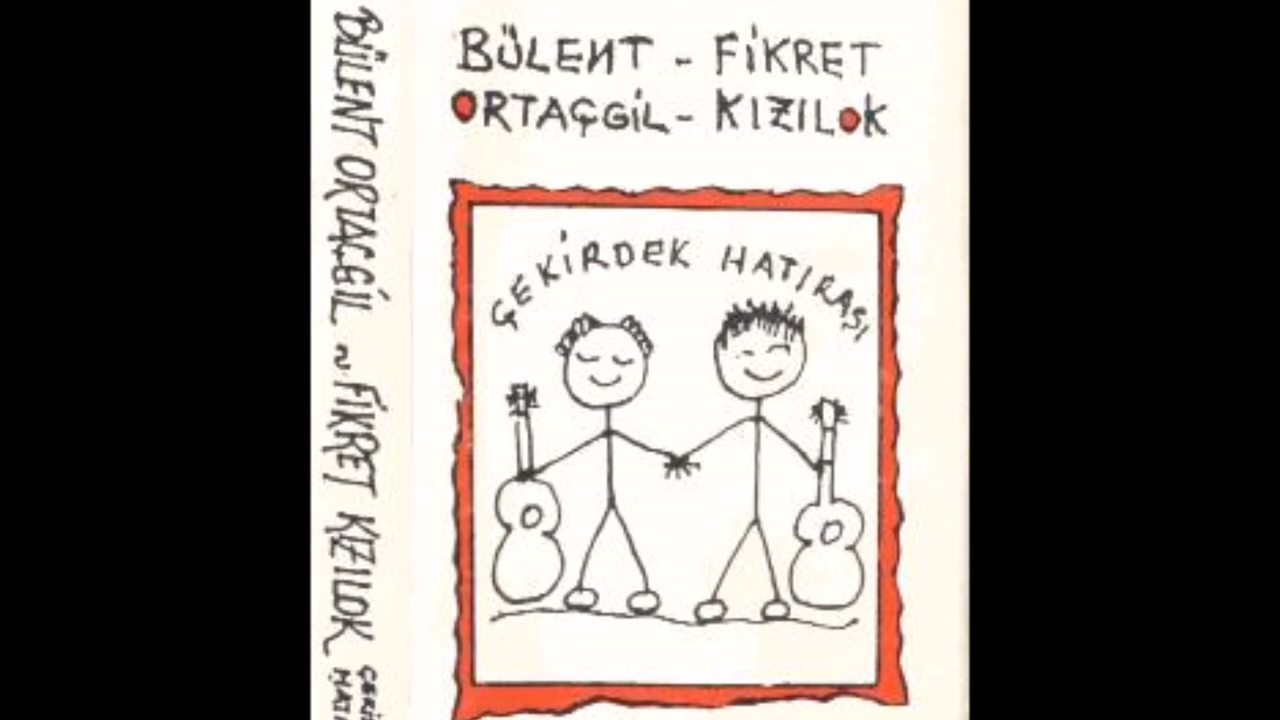 BÜLENT - FİKRET
ORTAÇGİL - KIZILOK
ÇEKİRDEK HATIRASI
BÜLENT ORTAÇGİL ~ FİKRET KIZILOK